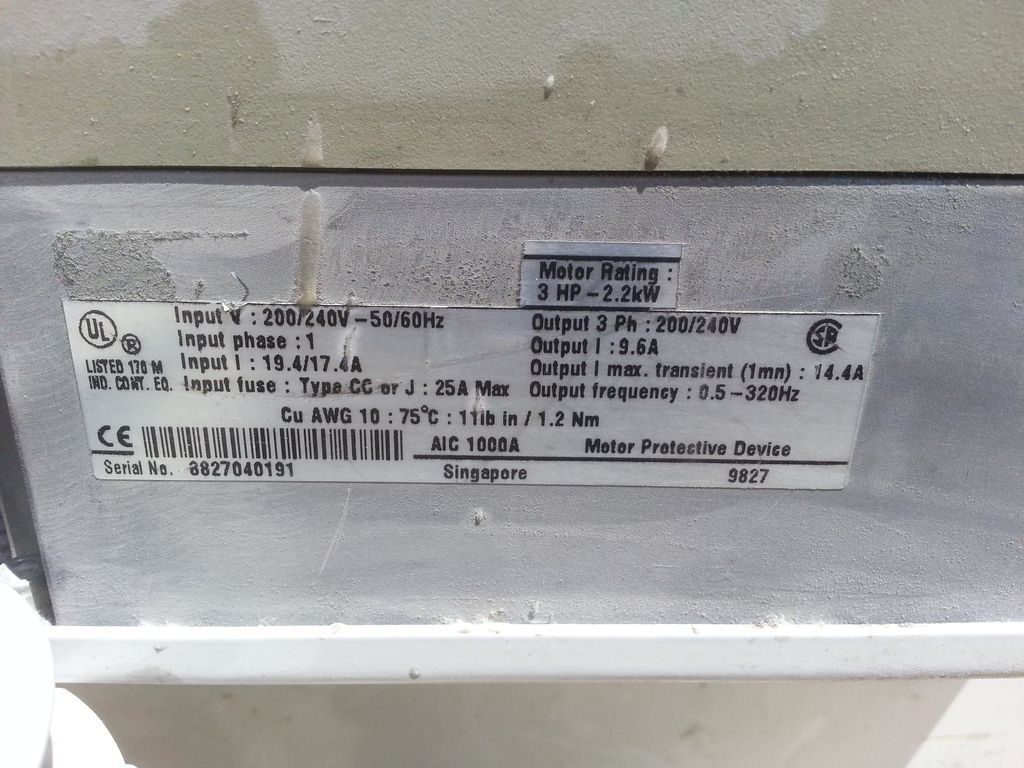 Motor Rating :
3 HP - 2.2kW
UL ®
LISTED 170 M
IND. CONT. EQ.
Input V : 200/240V - 50/60Hz
Input phase : 1
Input I : 19.4/17.4A
Input fuse : Type CC or J : 25A Max
Output 3 Ph : 200/240V
Output I : 9.6A
Output I max. transient (1mn) : 14.4A
Output frequency : 0.5 - 320Hz
Cu AWG 10 : 75°C : 11lb in / 1.2 Nm
CE
AIC 1000A
Motor Protective Device
Serial No. 3827040191
Singapore
9827